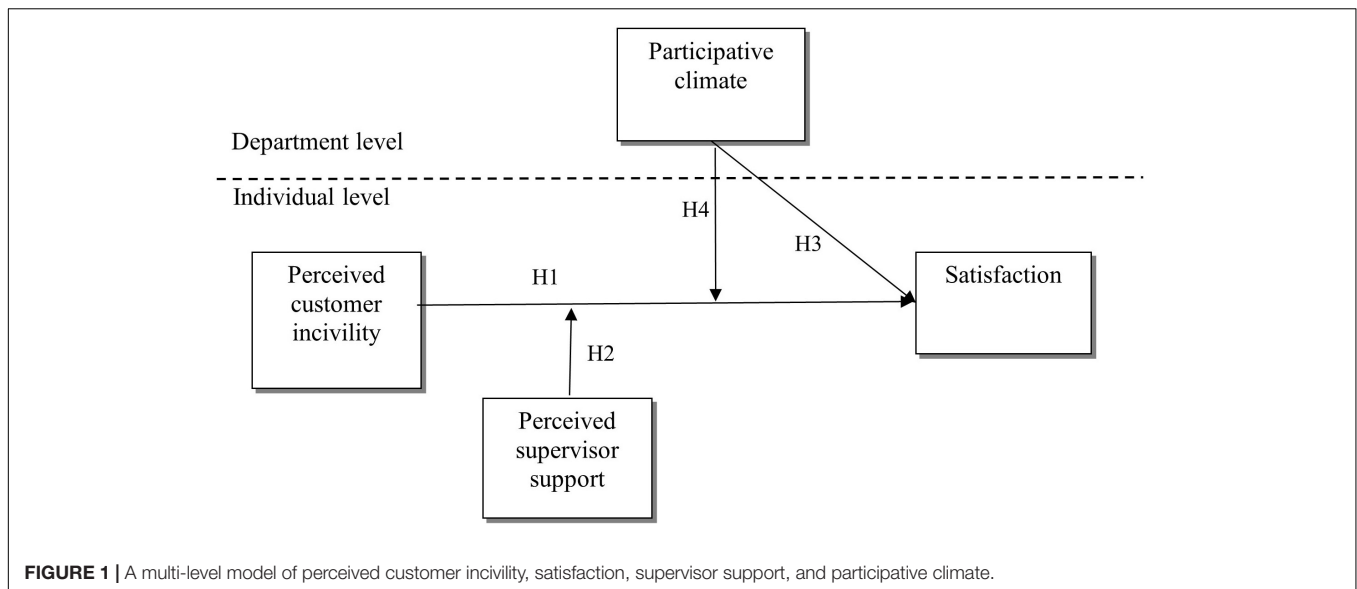 Participative
climate
Department level
Individual level
H4
H3
Perceived
customer
incivility
H1
Satisfaction
H2
Perceived
supervisor
support
FIGURE 1 | A multi-level model of perceived customer incivility, satisfaction, supervisor support, and participative climate.